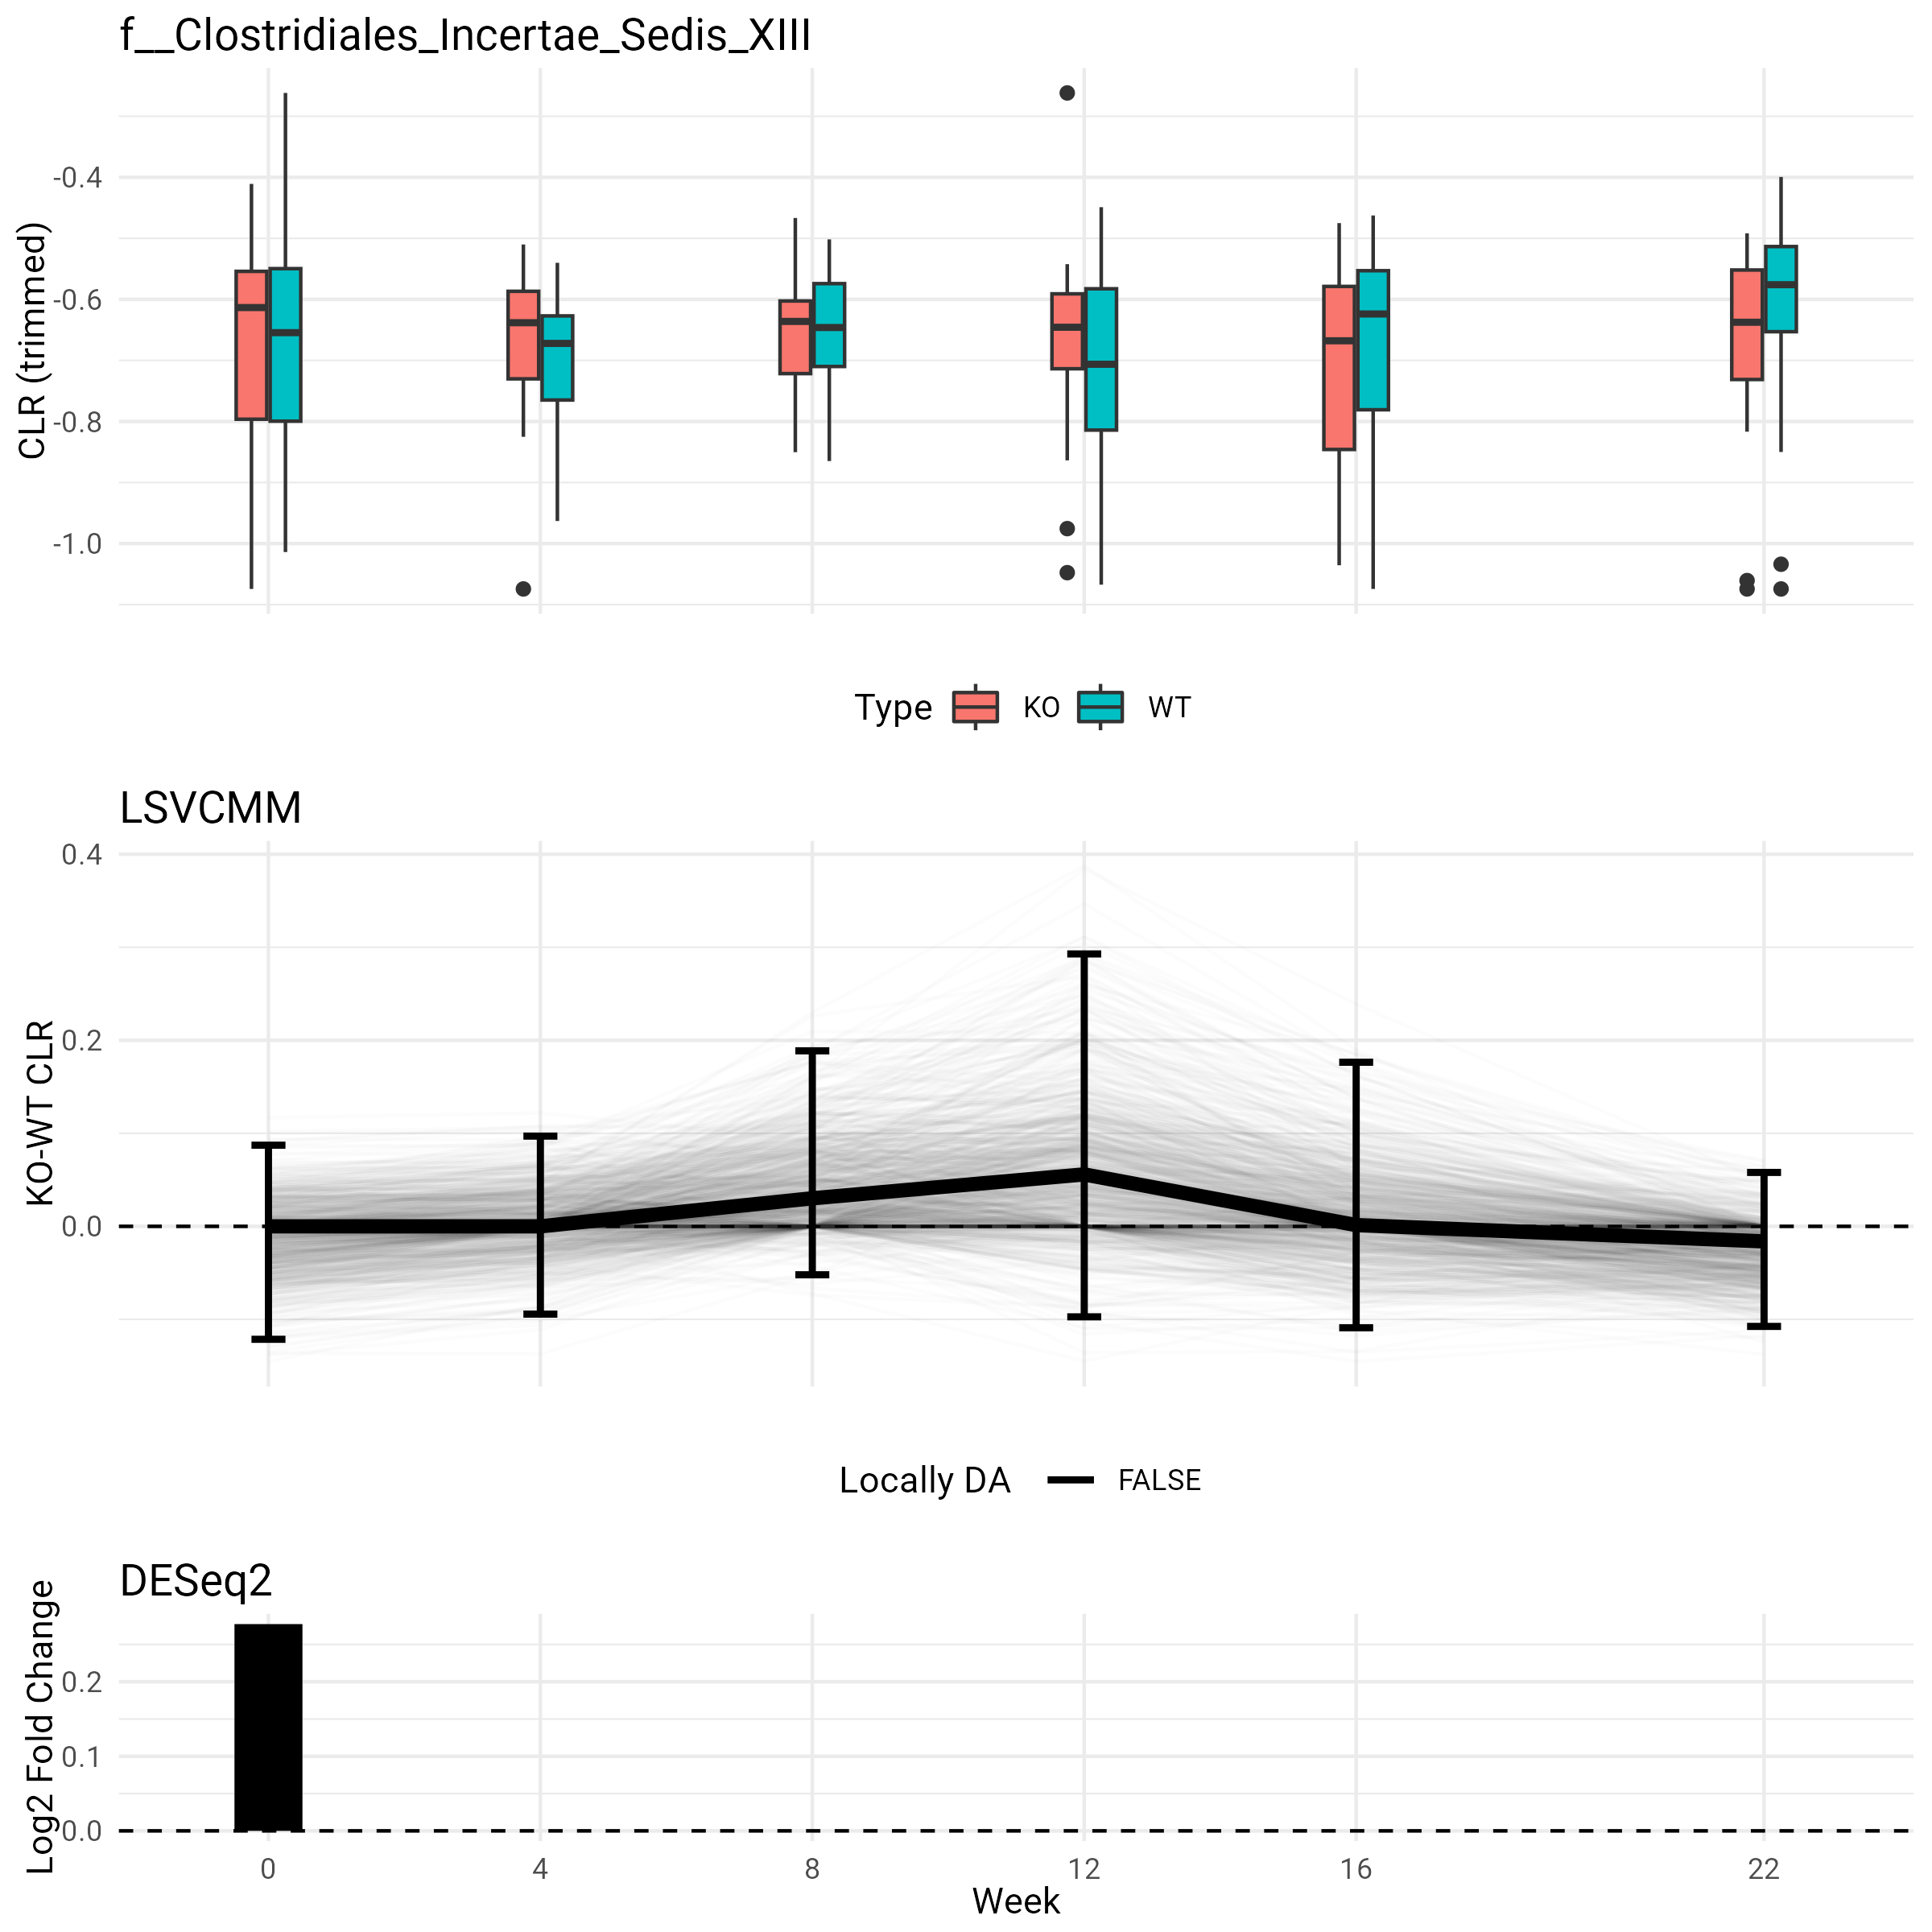 f__Clostridiales_Incertae_Sedis_XIII
CLR (trimmed)
-0.4
-0.6
-0.8
-1.0
Type KO WT
LSVCMM
KO-WT CLR
0.4
0.2
0.0
Locally DA FALSE
DESeq2
Log2 Fold Change
0.2
0.1
0.0
0 4 8 12 16 22
Week